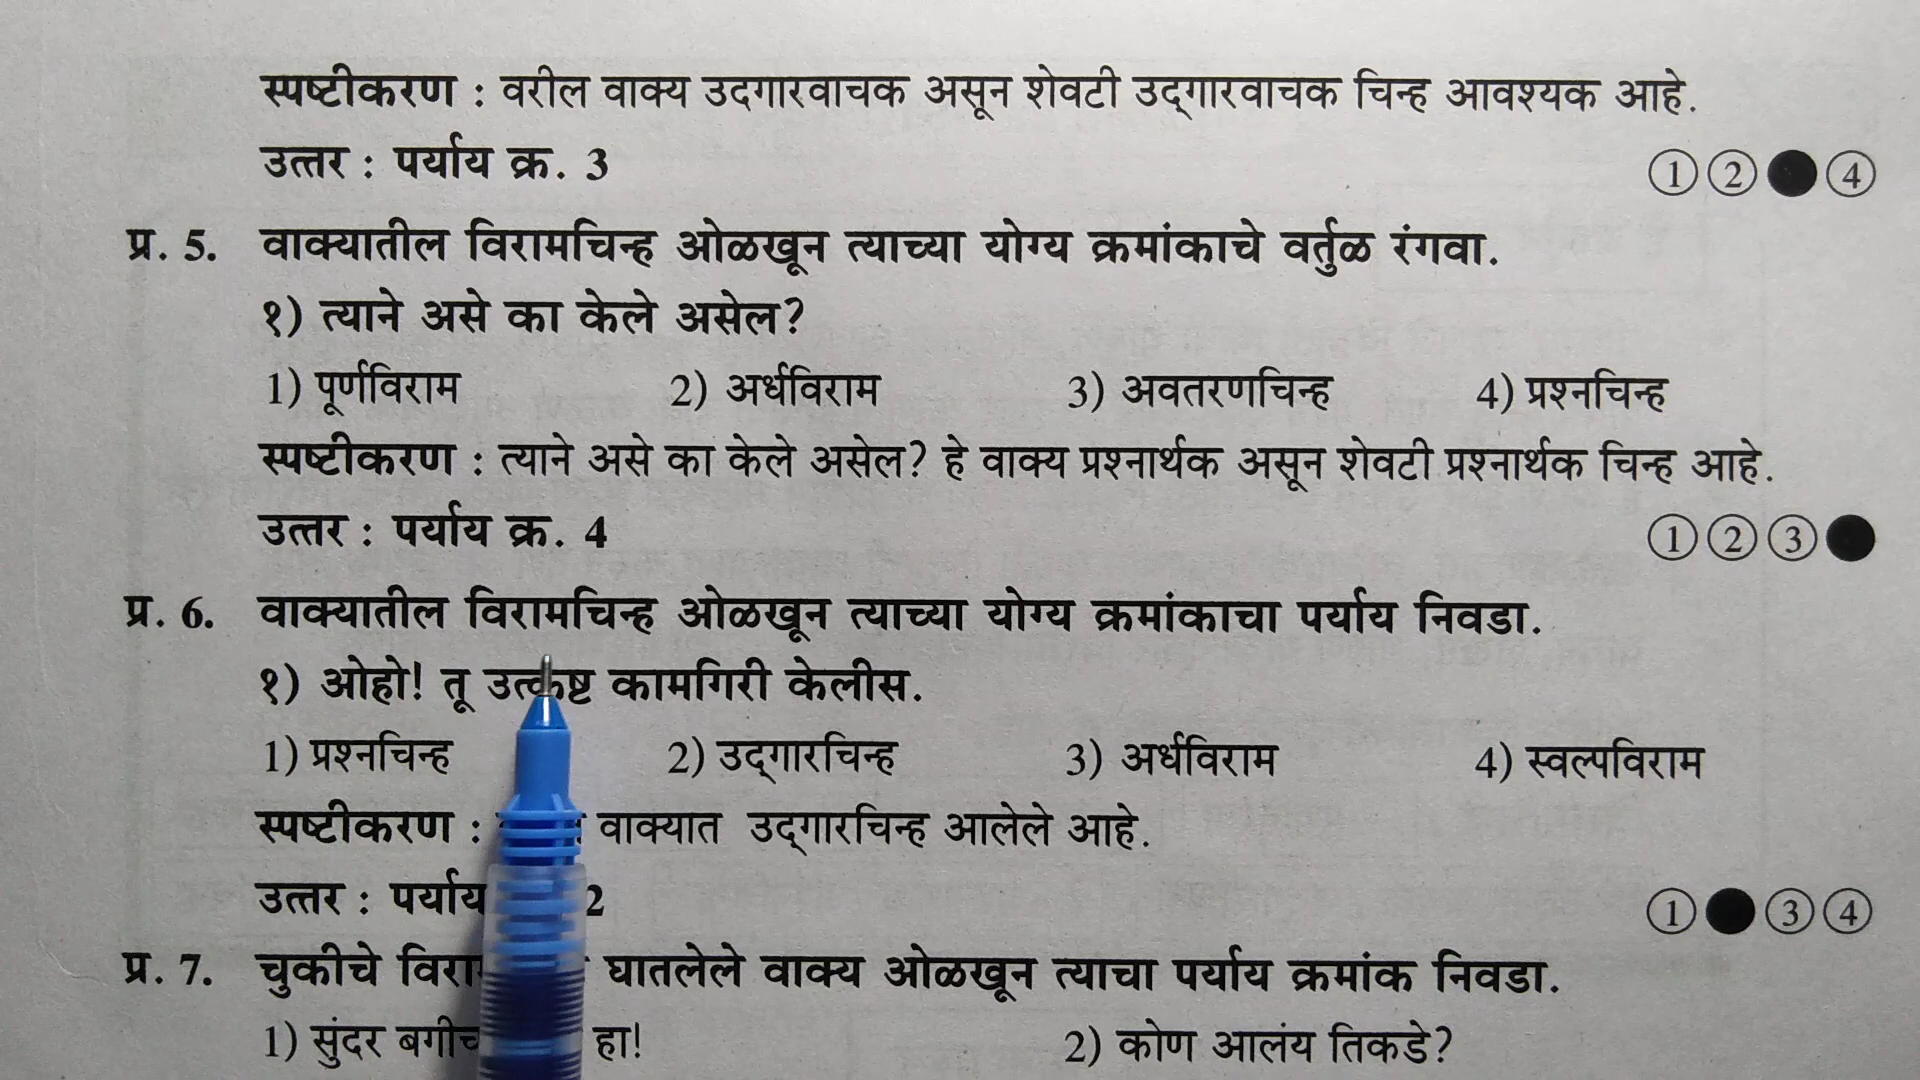 स्पष्टीकरण : वरील वाक्य उदगारवाचक असून शेवटी उद्‌गारवाचक चिन्ह आवश्यक आहे.
उत्तर : पर्याय क्र. 3 1 2 4
प्र. 5. वाक्यातील विरामचिन्ह ओळखून त्याच्या योग्य क्रमांकाचे वर्तुळ रंगवा.
१) त्याने असे का केले असेल?
1) पूर्णविराम 2) अर्धविराम 3) अवतरणचिन्ह 4) प्रश्नचिन्ह
स्पष्टीकरण : त्याने असे का केले असेल? हे वाक्य प्रश्नार्थक असून शेवटी प्रश्नार्थक चिन्ह आहे.
उत्तर : पर्याय क्र. 4 1 2 3
प्र. 6. वाक्यातील विरामचिन्ह ओळखून त्याच्या योग्य क्रमांकाचा पर्याय निवडा.
१) ओहो! तू उत्कृष्ट कामगिरी केलीस.
1) प्रश्नचिन्ह 2) उद्‌गारचिन्ह 3) अर्धविराम 4) स्वल्पविराम
स्पष्टीकरण : वाक्यात उद्‌गारचिन्ह आलेले आहे.
उत्तर : पर्याय 2 1 3 4
प्र. 7. चुकीचे घातलेले वाक्य ओळखून त्याचा पर्याय क्रमांक निवडा.
1) सुंदर हा! 2) कोण आलंय तिकडे?